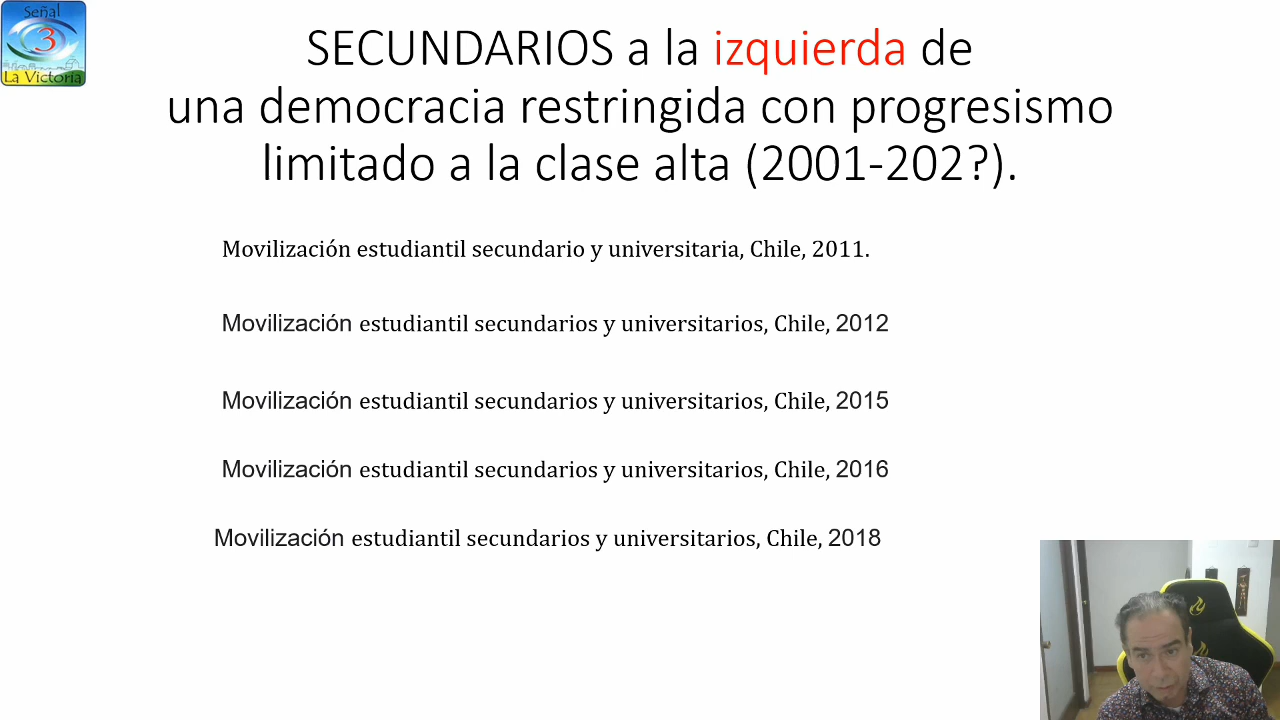 Señal
3
La Victoria
SECUNDARIOS a la izquierda de
una democracia restringida con progresismo
limitado a la clase alta (2001-202?).
Movilización estudiantil secundario y universitaria, Chile, 2011.
Movilización estudiantil secundarios y universitarios, Chile, 2012
Movilización estudiantil secundarios y universitarios, Chile, 2015
Movilización estudiantil secundarios y universitarios, Chile, 2016
Movilización estudiantil secundarios y universitarios, Chile, 2018